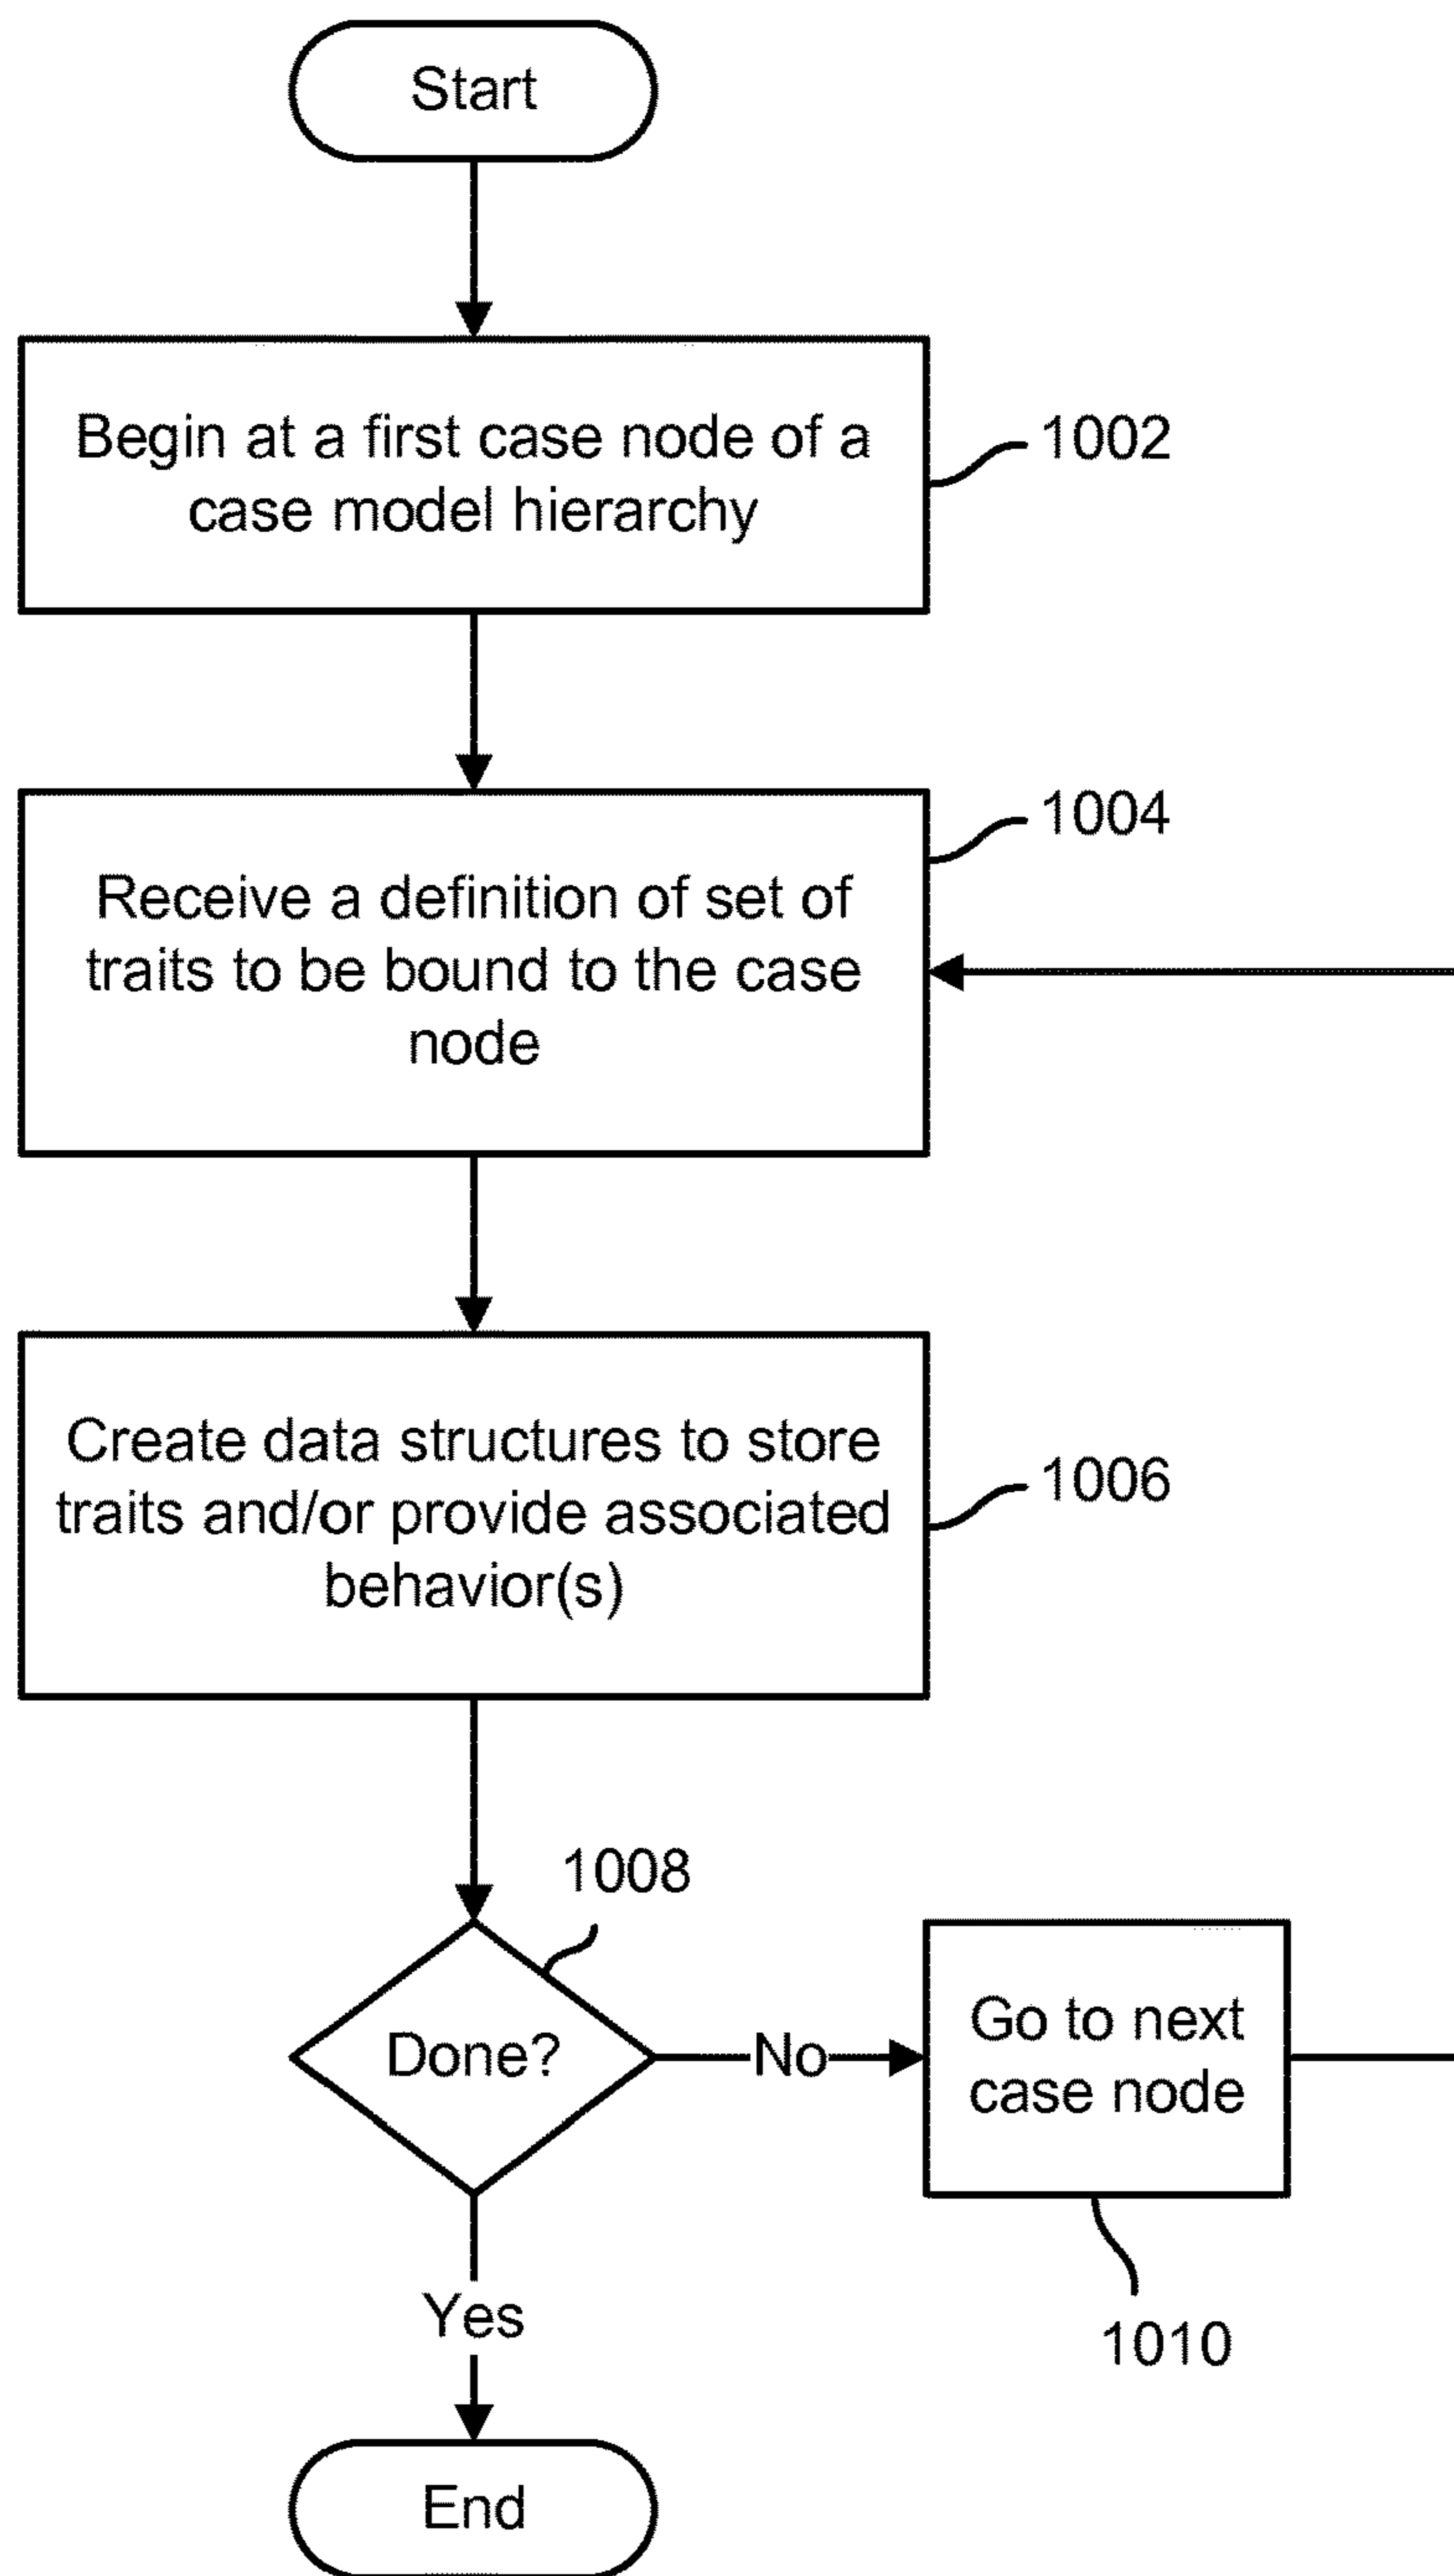 Start
Begin at a first case node of a
case model hierarchy
1002
Receive a definition of set of
traits to be bound to the case
node
1004
Create data structures to store
traits and/or provide associated
behavior(s)
1006
Done?
1008
No
Go to next
case node
1010
Yes
End